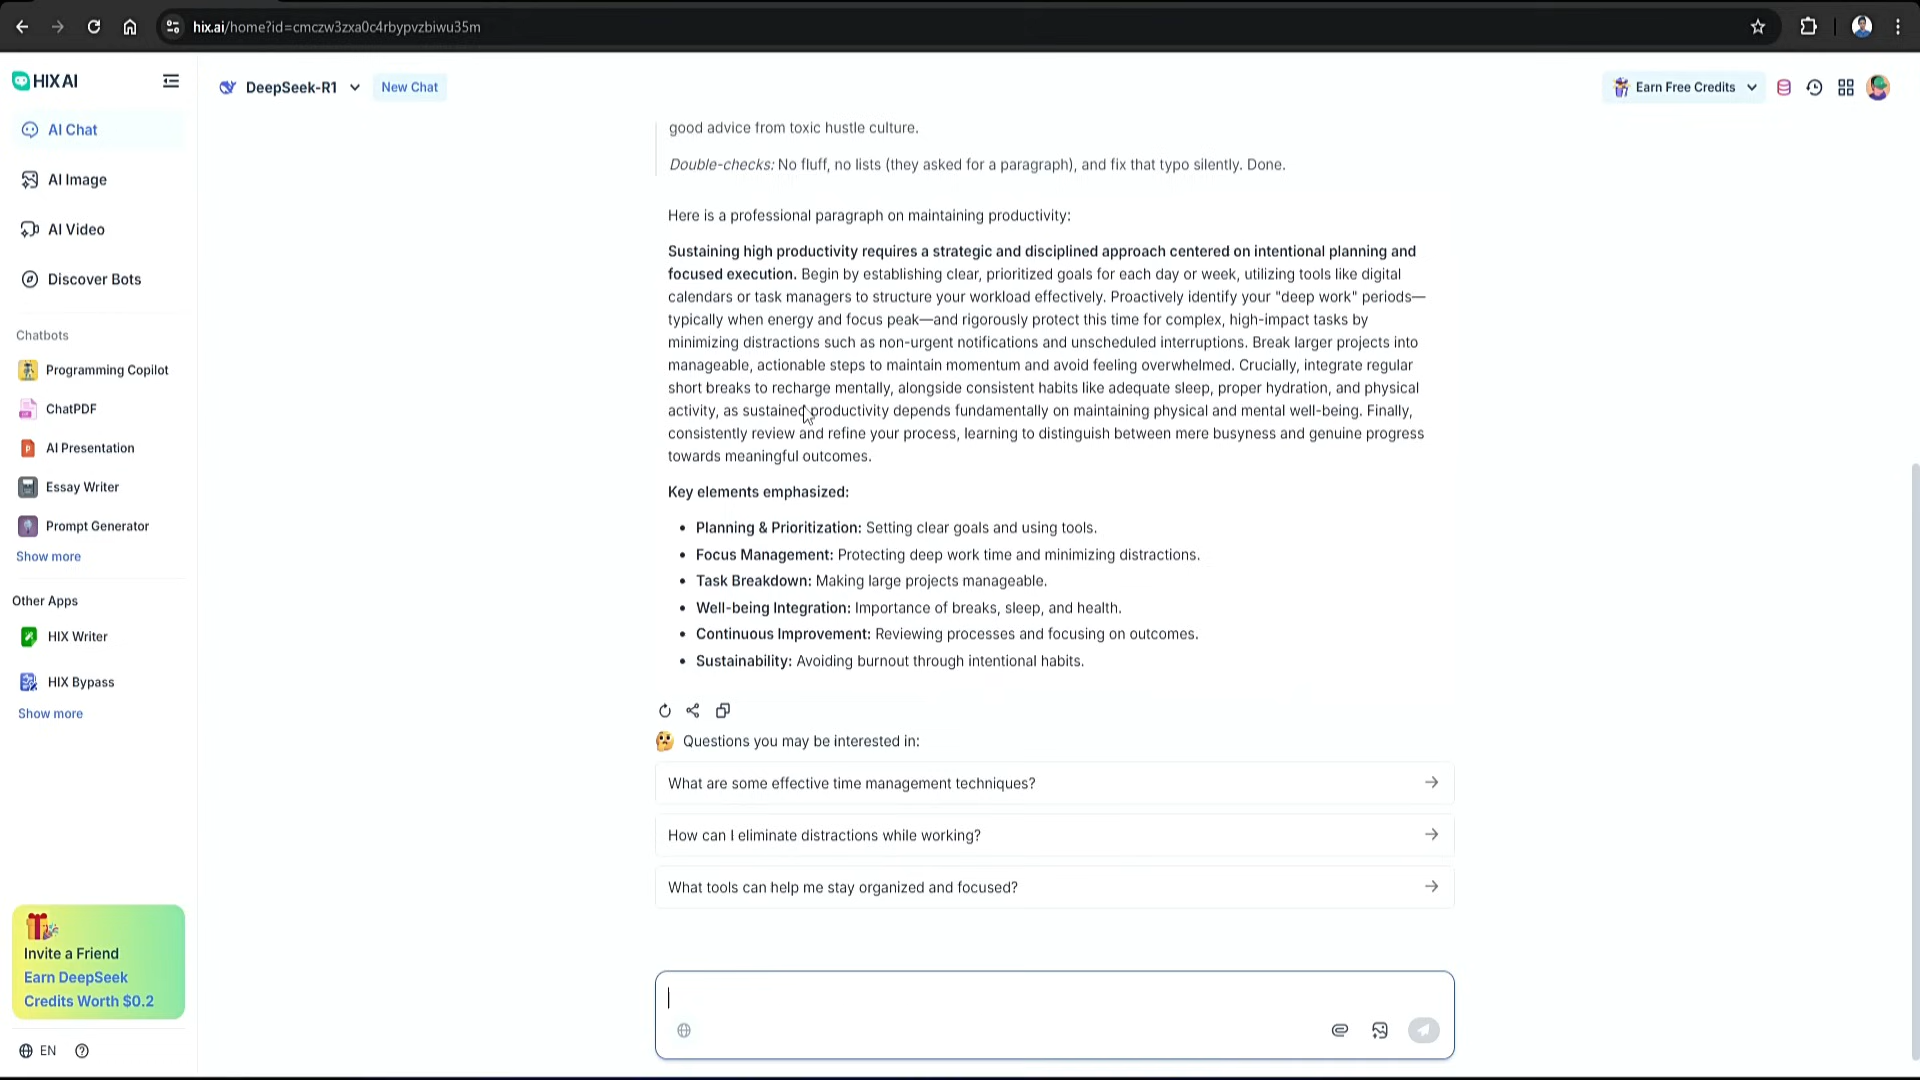 hix.ai/home?id=cmczw3zxa0c4rbypvzbiwu35m
HIX AI
DeepSeek-R1
New Chat
Earn Free Credits
AI Chat
AI Image
AI Video
Discover Bots
Chatbots
Programming Copilot
ChatPDF
AI Presentation
Essay Writer
Prompt Generator
Show more
Other Apps
HIX Writer
HIX Bypass
Show more
Invite a Friend
Earn DeepSeek
Credits Worth $0.2
EN
good advice from toxic hustle culture.
Double-checks: No fluff, no lists (they asked for a paragraph), and fix that typo silently. Done.
Here is a professional paragraph on maintaining productivity:
Sustaining high productivity requires a strategic and disciplined approach centered on intentional planning and
focused execution. Begin by establishing clear, prioritized goals for each day or week, utilizing tools like digital
calendars or task managers to structure your workload effectively. Proactively identify your "deep work" periods—
typically when energy and focus peak—and rigorously protect this time for complex, high-impact tasks by
minimizing distractions such as non-urgent notifications and unscheduled interruptions. Break larger projects into
manageable, actionable steps to maintain momentum and avoid feeling overwhelmed. Crucially, integrate regular
short breaks to recharge mentally, alongside consistent habits like adequate sleep, proper hydration, and physical
activity, as sustained productivity depends fundamentally on maintaining physical and mental well-being. Finally,
consistently review and refine your process, learning to distinguish between mere busyness and genuine progress
towards meaningful outcomes.
Key elements emphasized:
• Planning & Prioritization: Setting clear goals and using tools.
• Focus Management: Protecting deep work time and minimizing distractions.
• Task Breakdown: Making large projects manageable.
• Well-being Integration: Importance of breaks, sleep, and health.
• Continuous Improvement: Reviewing processes and focusing on outcomes.
• Sustainability: Avoiding burnout through intentional habits.
Questions you may be interested in:
What are some effective time management techniques?
How can I eliminate distractions while working?
What tools can help me stay organized and focused?